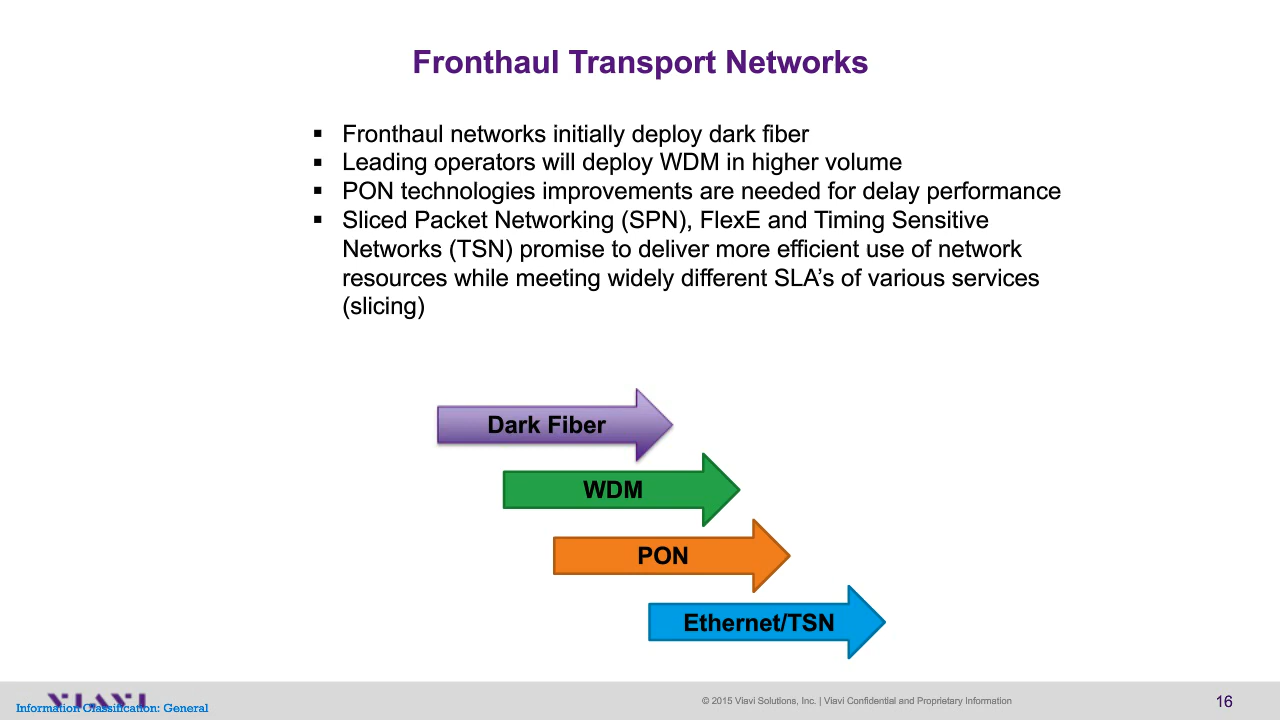 Fronthaul Transport Networks
▪ Fronthaul networks initially deploy dark fiber
▪ Leading operators will deploy WDM in higher volume
▪ PON technologies improvements are needed for delay performance
▪ Sliced Packet Networking (SPN), FlexE and Timing Sensitive
Networks (TSN) promise to deliver more efficient use of network
resources while meeting widely different SLA’s of various services
(slicing)
Dark Fiber
WDM
PON
Ethernet/TSN
VIAVI
Information Classification: General
© 2015 Viavi Solutions, Inc. | Viavi Confidential and Proprietary Information
16